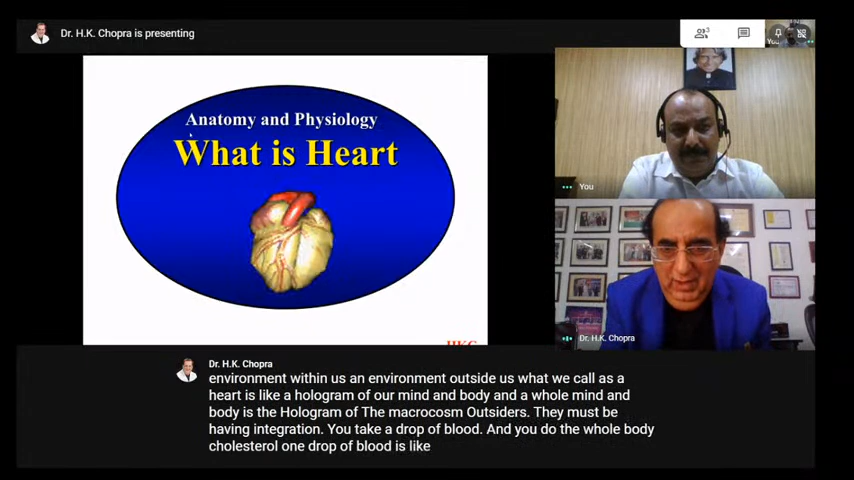 Dr. H.K. Chopra is presenting
3
You
Anatomy and Physiology
What is Heart
You
Dr. H.K. Chopra
Dr. H.K. Chopra
environment within us an environment outside us what we call as a
heart is like a hologram of our mind and body and a whole mind and
body is the Hologram of The macrocosm Outsiders. They must be
having integration. You take a drop of blood. And you do the whole body
cholesterol one drop of blood is like